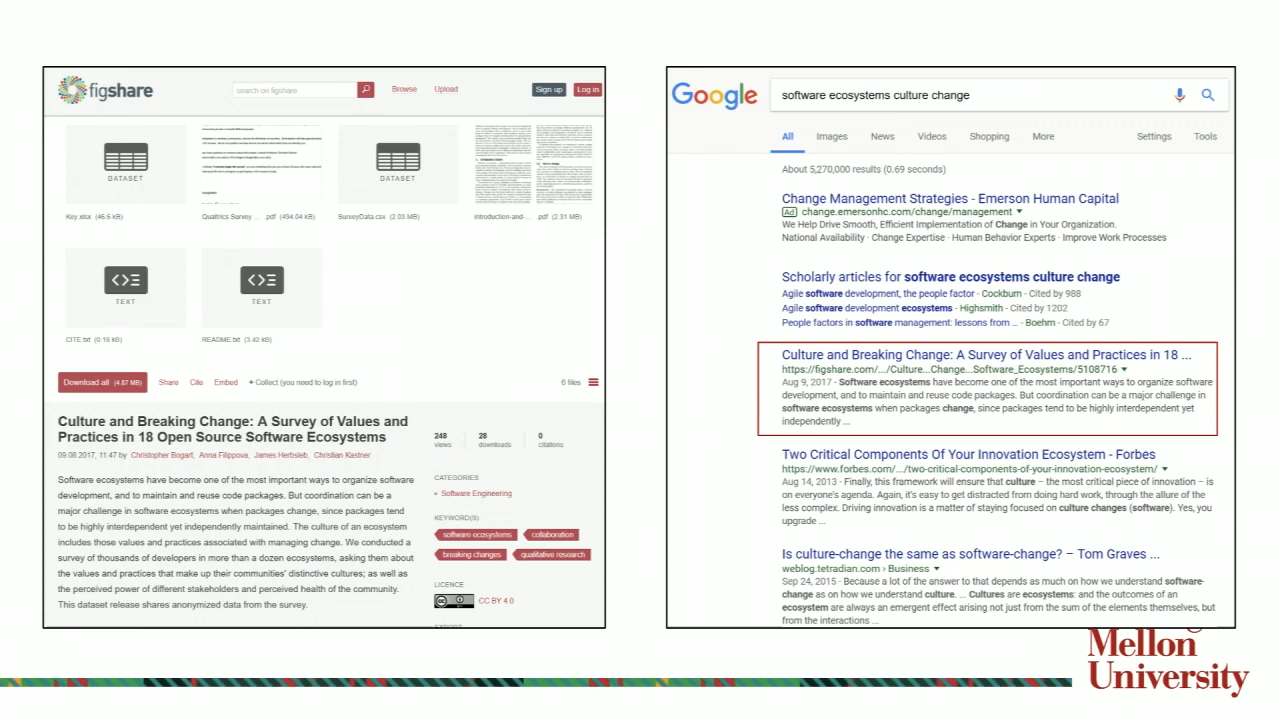 figshare
search on figshare
Browse
Upload
Sign up
Log in
DATASET
DATASET
Key.xlsx (46.6 kB)
Qualtrics Survey ... .pdf (494.04 kB)
SurveyData.csv (2.03 MB)
introduction-and- ... .pdf (2.31 MB)
TEXT
TEXT
CITE.txt (0.18 kB)
README.txt (3.42 kB)
Download all (4.87 MB)
Share
Cite
Embed
+ Collect (you need to log in first)
6 files
Culture and Breaking Change: A Survey of Values and
Practices in 18 Open Source Software Ecosystems
09.08.2017, 11:47 by Christopher Bogart, Anna Filippova, James Herbsleb, Christian Kastner
Software ecosystems have become one of the most important ways to organize software
development, and to maintain and reuse code packages. But coordination can be a
major challenge in software ecosystems when packages change, since packages tend
to be highly interdependent yet independently maintained. The culture of an ecosystem
includes those values and practices associated with managing change. We conducted a
survey of thousands of developers in more than a dozen ecosystems, asking them about
the values and practices that make up their communities' distinctive cultures; as well as
the perceived power of different stakeholders and perceived health of the community.
This dataset release shares anonymized data from the survey.
248
views
28
downloads
0
citations
CATEGORIES
• Software Engineering
KEYWORD(S)
software ecosystems
collaboration
breaking changes
qualitative research
LICENCE
CC BY 4.0
Google
software ecosystems culture change
All
Images
News
Videos
Shopping
More
Settings
Tools
About 5,270,000 results (0.69 seconds)
Change Management Strategies - Emerson Human Capital
Ad change.emersonhc.com/change/management
We Help Drive Smooth, Efficient Implementation of Change in Your Organization.
National Availability · Change Expertise · Human Behavior Experts · Improve Work Processes
Scholarly articles for software ecosystems culture change
Agile software development, the people factor - Cockburn - Cited by 988
Agile software development ecosystems - Highsmith - Cited by 1202
People factors in software management: lessons from ... - Boehm - Cited by 67
Culture and Breaking Change: A Survey of Values and Practices in 18 ...
https://figshare.com/.../Culture...Change...Software_Ecosystems/5108716
Aug 9, 2017 - Software ecosystems have become one of the most important ways to organize software
development, and to maintain and reuse code packages. But coordination can be a major challenge in
software ecosystems when packages change, since packages tend to be highly interdependent yet
independently ...
Two Critical Components Of Your Innovation Ecosystem - Forbes
https://www.forbes.com/.../two-critical-components-of-your-innovation-ecosystem/
Aug 14, 2013 - Finally, this framework will ensure that culture – the most critical piece of innovation – is
on everyone's agenda. Again, it's easy to get distracted from doing hard work, through the allure of the
less complex. Driving innovation is a matter of staying focused on culture changes (software). Yes, you
upgrade ...
Is culture-change the same as software-change? – Tom Graves ...
weblog.tetradian.com › Business
Sep 24, 2015 - Because a lot of the answer to that depends as much on how we understand software-
change as on how we understand culture. ... Cultures are ecosystems: and the outcomes of an
ecosystem are always an emergent effect arising not just from the sum of the elements themselves, but
from the interactions ...
Mellon
University